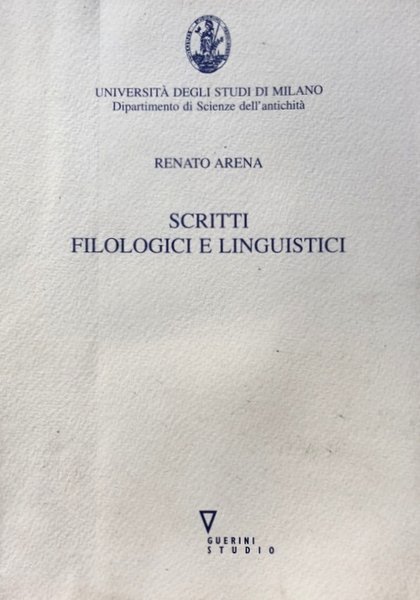 UNIVERSITÀ DEGLI STUDI DI MILANO
Dipartimento di Scienze dell'antichità
RENATO ARENA
SCRITTI
FILOLOGICI E LINGUISTICI
GUERINI
STUDIO